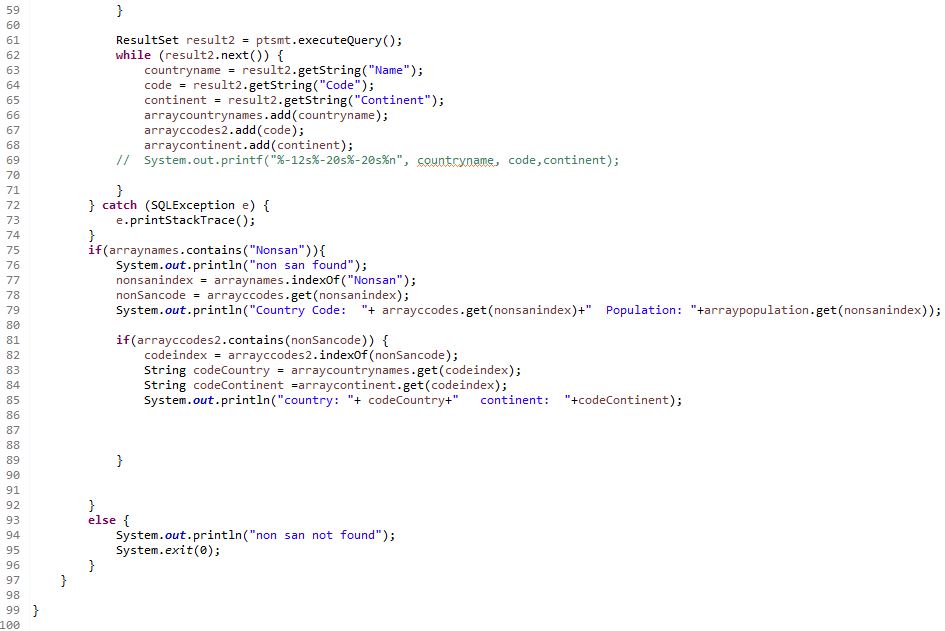 59            }
60
61            ResultSet result2 = ptsmt.executeQuery();
62            while (result2.next()) {
63                countryname = result2.getString("Name");
64                code = result2.getString("Code");
65                continent = result2.getString("Continent");
66                arraycountrynames.add(countryname);
67                arrayccodes2.add(code);
68                arraycontinent.add(continent);
69            //  System.out.printf("%-12s%-20s%-20s%n", countryname, code,continent);
70
71            }
72        } catch (SQLException e) {
73            e.printStackTrace();
74        }
75        if(arraynames.contains("Nonsan")){
76            System.out.println("non san found");
77            nonsanindex = arraynames.indexOf("Nonsan");
78            nonSancode = arrayccodes.get(nonsanindex);
79            System.out.println("Country Code:  "+ arrayccodes.get(nonsanindex)+"  Population: "+arraypopulation.get(nonsanindex));
80
81            if(arrayccodes2.contains(nonSancode)) {
82                codeindex = arrayccodes2.indexOf(nonSancode);
83                String codeCountry = arraycountrynames.get(codeindex);
84                String codeContinent =arraycontinent.get(codeindex);
85                System.out.println("country: "+ codeCountry+"   continent:  "+codeContinent);
86
87
88
89            }
90
91
92        }
93        else {
94            System.out.println("non san not found");
95            System.exit(0);
96        }
97    }
98
99 }
100